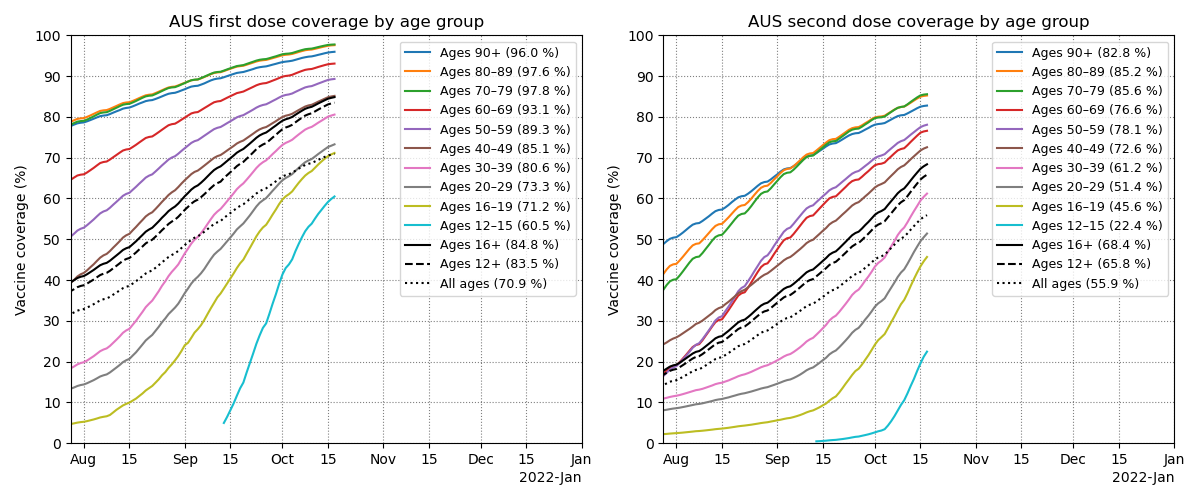 AUS first dose coverage by age group
Vaccine coverage (%)
100
90
80
70
60
50
40
30
20
10
0
Ages 90+ (96.0 %)
Ages 80–89 (97.6 %)
Ages 70–79 (97.8 %)
Ages 60–69 (93.1 %)
Ages 50–59 (89.3 %)
Ages 40–49 (85.1 %)
Ages 30–39 (80.6 %)
Ages 20–29 (73.3 %)
Ages 16–19 (71.2 %)
Ages 12–15 (60.5 %)
Ages 16+ (84.8 %)
Ages 12+ (83.5 %)
All ages (70.9 %)
Aug 15 Sep 15 Oct 15 Nov 15 Dec 15 Jan
2022-Jan
AUS second dose coverage by age group
Vaccine coverage (%)
100
90
80
70
60
50
40
30
20
10
0
Ages 90+ (82.8 %)
Ages 80–89 (85.2 %)
Ages 70–79 (85.6 %)
Ages 60–69 (76.6 %)
Ages 50–59 (78.1 %)
Ages 40–49 (72.6 %)
Ages 30–39 (61.2 %)
Ages 20–29 (51.4 %)
Ages 16–19 (45.6 %)
Ages 12–15 (22.4 %)
Ages 16+ (68.4 %)
Ages 12+ (65.8 %)
All ages (55.9 %)
Aug 15 Sep 15 Oct 15 Nov 15 Dec 15 Jan
2022-Jan